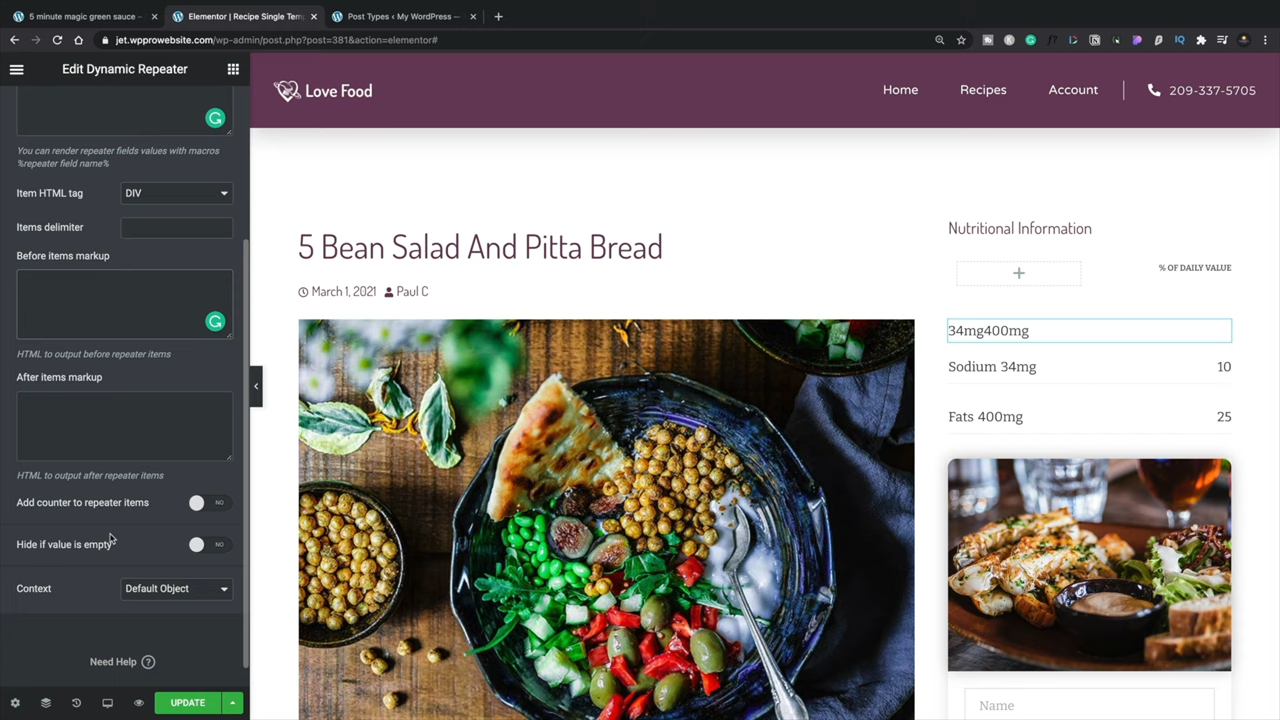 5 minute magic green sauce –
Elementor | Recipe Single Tem
Post Types ‹ My WordPress —
jet.wpprowebsite.com/wp-admin/post.php?post=381&action=elementor#
Edit Dynamic Repeater
You can render repeater fields values with macros
%repeater field name%
Item HTML tag
DIV
Items delimiter
Before items markup
HTML to output before repeater items
After items markup
HTML to output after repeater items
Add counter to repeater items
NO
Hide if value is empty
NO
Context
Default Object
Need Help ?
UPDATE
Love Food
Home
Recipes
Account
209-337-5705
5 Bean Salad And Pitta Bread
March 1, 2021
Paul C
Nutritional Information
% OF DAILY VALUE
34mg400mg
Sodium 34mg
10
Fats 400mg
25
Name